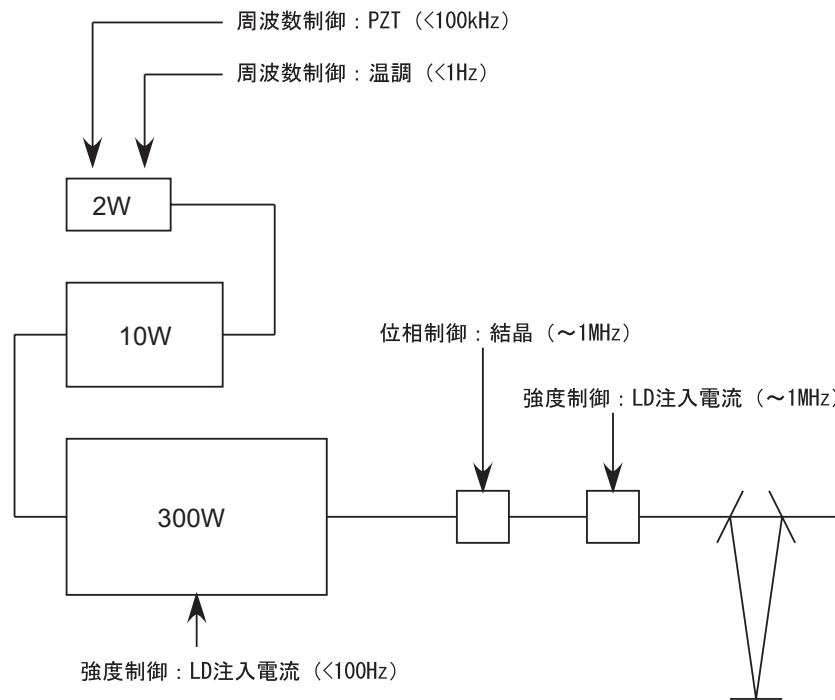 周波数制御：PZT（<100kHz）
周波数制御：温調（<1Hz）
2W
10W
位相制御：結晶（～1MHz）
強度制御：LD注入電流（～1MHz）
300W
強度制御：LD注入電流（<100Hz）